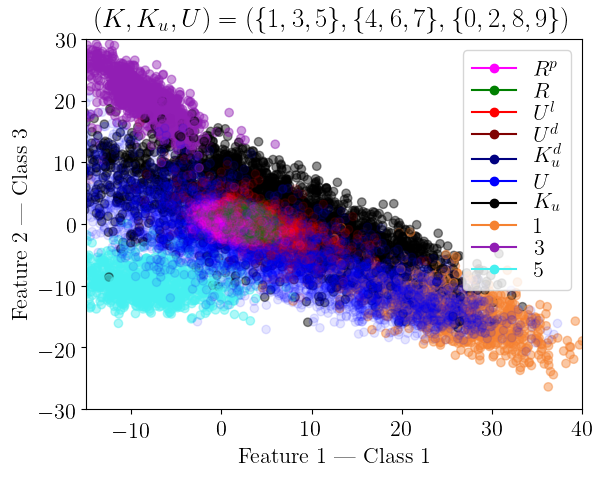 (K, K_u, U) = ({1, 3, 5}, {4, 6, 7}, {0, 2, 8, 9})
30
20
10
0
−10
−20
−30
Feature 2 — Class 3
R^p
R
U^l
U^d
K_u^d
U
K_u
1
3
5
−10
0
10
20
30
40
Feature 1 — Class 1